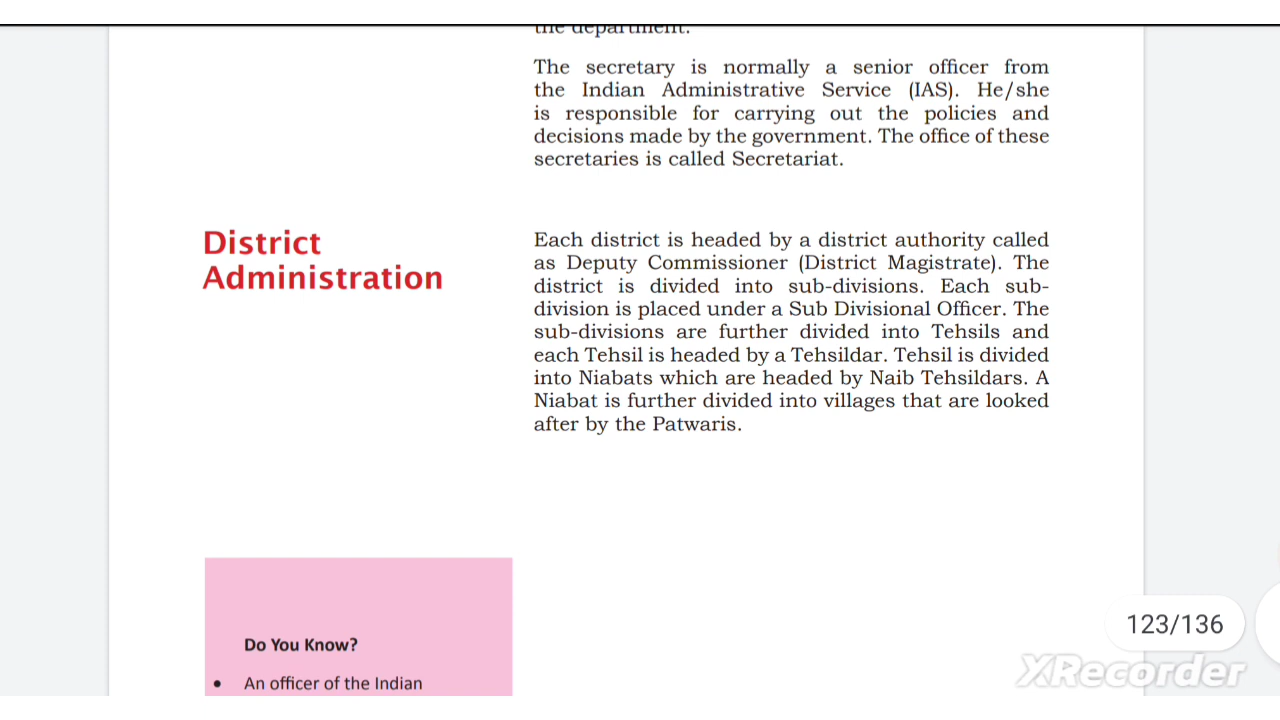 the department.
The secretary is normally a senior officer from
the Indian Administrative Service (IAS). He/she
is responsible for carrying out the policies and
decisions made by the government. The office of these
secretaries is called Secretariat.
District
Administration
Each district is headed by a district authority called
as Deputy Commissioner (District Magistrate). The
district is divided into sub-divisions. Each sub-
division is placed under a Sub Divisional Officer. The
sub-divisions are further divided into Tehsils and
each Tehsil is headed by a Tehsildar. Tehsil is divided
into Niabats which are headed by Naib Tehsildars. A
Niabat is further divided into villages that are looked
after by the Patwaris.
Do You Know?
• An officer of the Indian
123/136
XRecorder